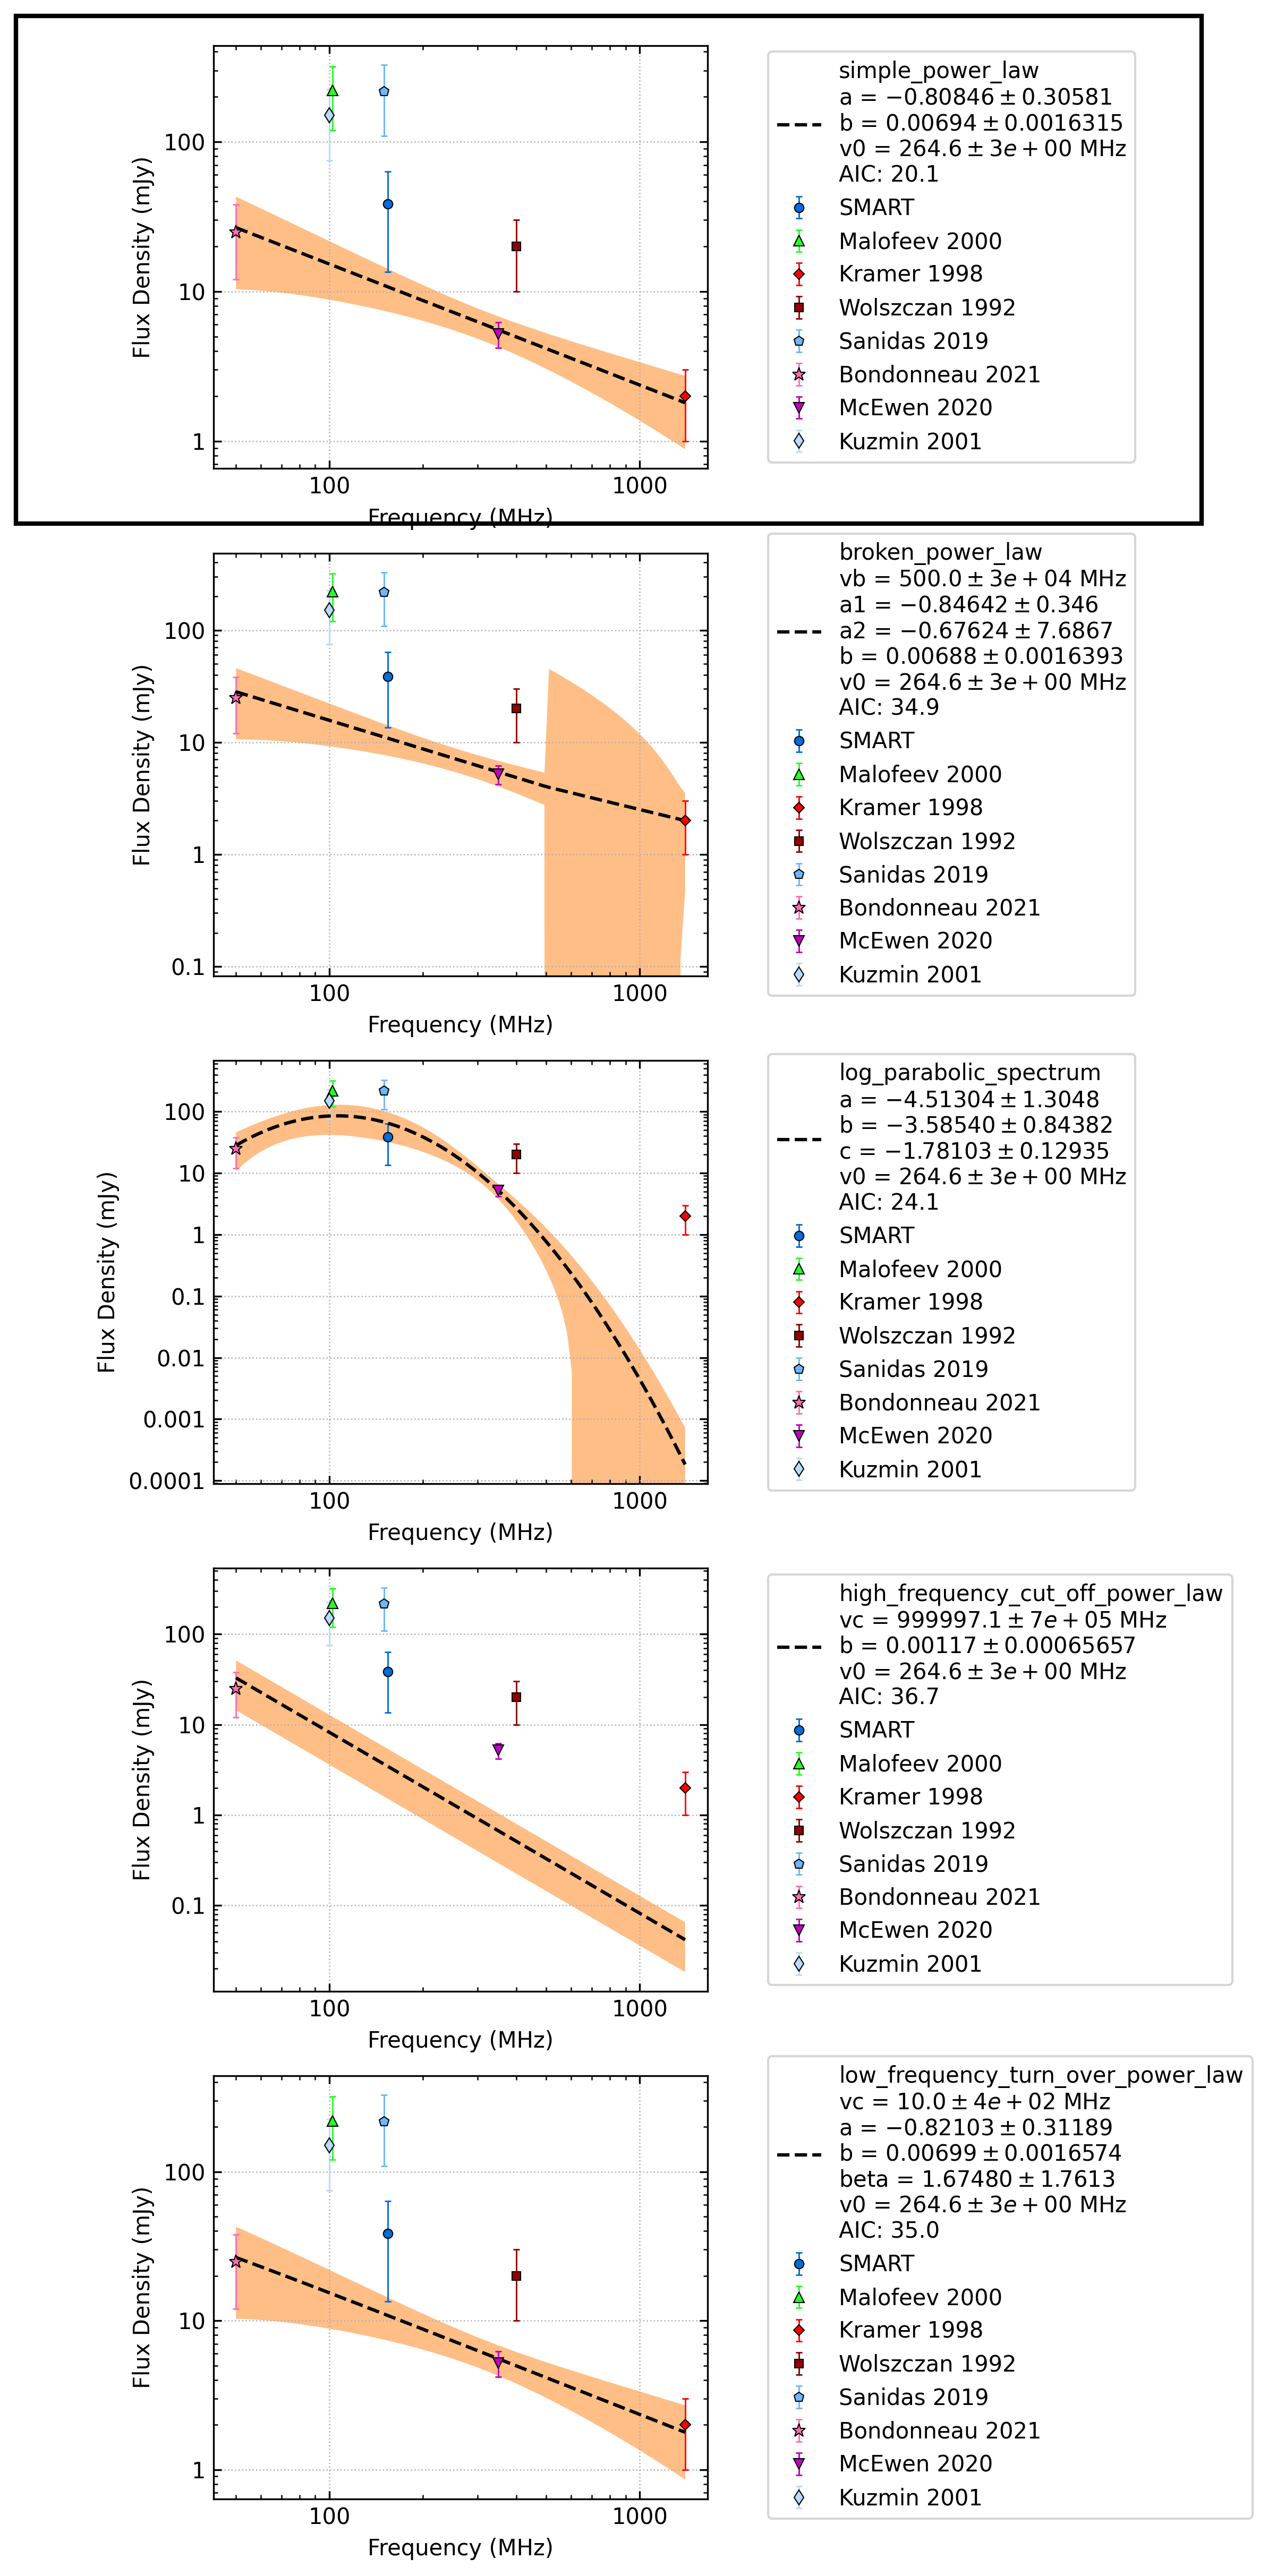 simple_power_law
a = −0.80846 ± 0.30581
b = 0.00694 ± 0.0016315
v0 = 264.6 ± 3e + 00 MHz
AIC: 20.1
SMART
Malofeev 2000
Kramer 1998
Wolszczan 1992
Sanidas 2019
Bondonneau 2021
McEwen 2020
Kuzmin 2001
Flux Density (mJy)
100
10
1
100
1000
Frequency (MHz)
broken_power_law
vb = 500.0 ± 3e + 04 MHz
a1 = −0.84642 ± 0.346
a2 = −0.67624 ± 7.6867
b = 0.00688 ± 0.0016393
v0 = 264.6 ± 3e + 00 MHz
AIC: 34.9
SMART
Malofeev 2000
Kramer 1998
Wolszczan 1992
Sanidas 2019
Bondonneau 2021
McEwen 2020
Kuzmin 2001
Flux Density (mJy)
100
10
1
0.1
100
1000
Frequency (MHz)
log_parabolic_spectrum
a = −4.51304 ± 1.3048
b = −3.58540 ± 0.84382
c = −1.78103 ± 0.12935
v0 = 264.6 ± 3e + 00 MHz
AIC: 24.1
SMART
Malofeev 2000
Kramer 1998
Wolszczan 1992
Sanidas 2019
Bondonneau 2021
McEwen 2020
Kuzmin 2001
Flux Density (mJy)
100
10
1
0.1
0.01
0.001
0.0001
100
1000
Frequency (MHz)
high_frequency_cut_off_power_law
vc = 999997.1 ± 7e + 05 MHz
b = 0.00117 ± 0.00065657
v0 = 264.6 ± 3e + 00 MHz
AIC: 36.7
SMART
Malofeev 2000
Kramer 1998
Wolszczan 1992
Sanidas 2019
Bondonneau 2021
McEwen 2020
Kuzmin 2001
Flux Density (mJy)
100
10
1
0.1
100
1000
Frequency (MHz)
low_frequency_turn_over_power_law
vc = 10.0 ± 4e + 02 MHz
a = −0.82103 ± 0.31189
b = 0.00699 ± 0.0016574
beta = 1.67480 ± 1.7613
v0 = 264.6 ± 3e + 00 MHz
AIC: 35.0
SMART
Malofeev 2000
Kramer 1998
Wolszczan 1992
Sanidas 2019
Bondonneau 2021
McEwen 2020
Kuzmin 2001
Flux Density (mJy)
100
10
1
100
1000
Frequency (MHz)